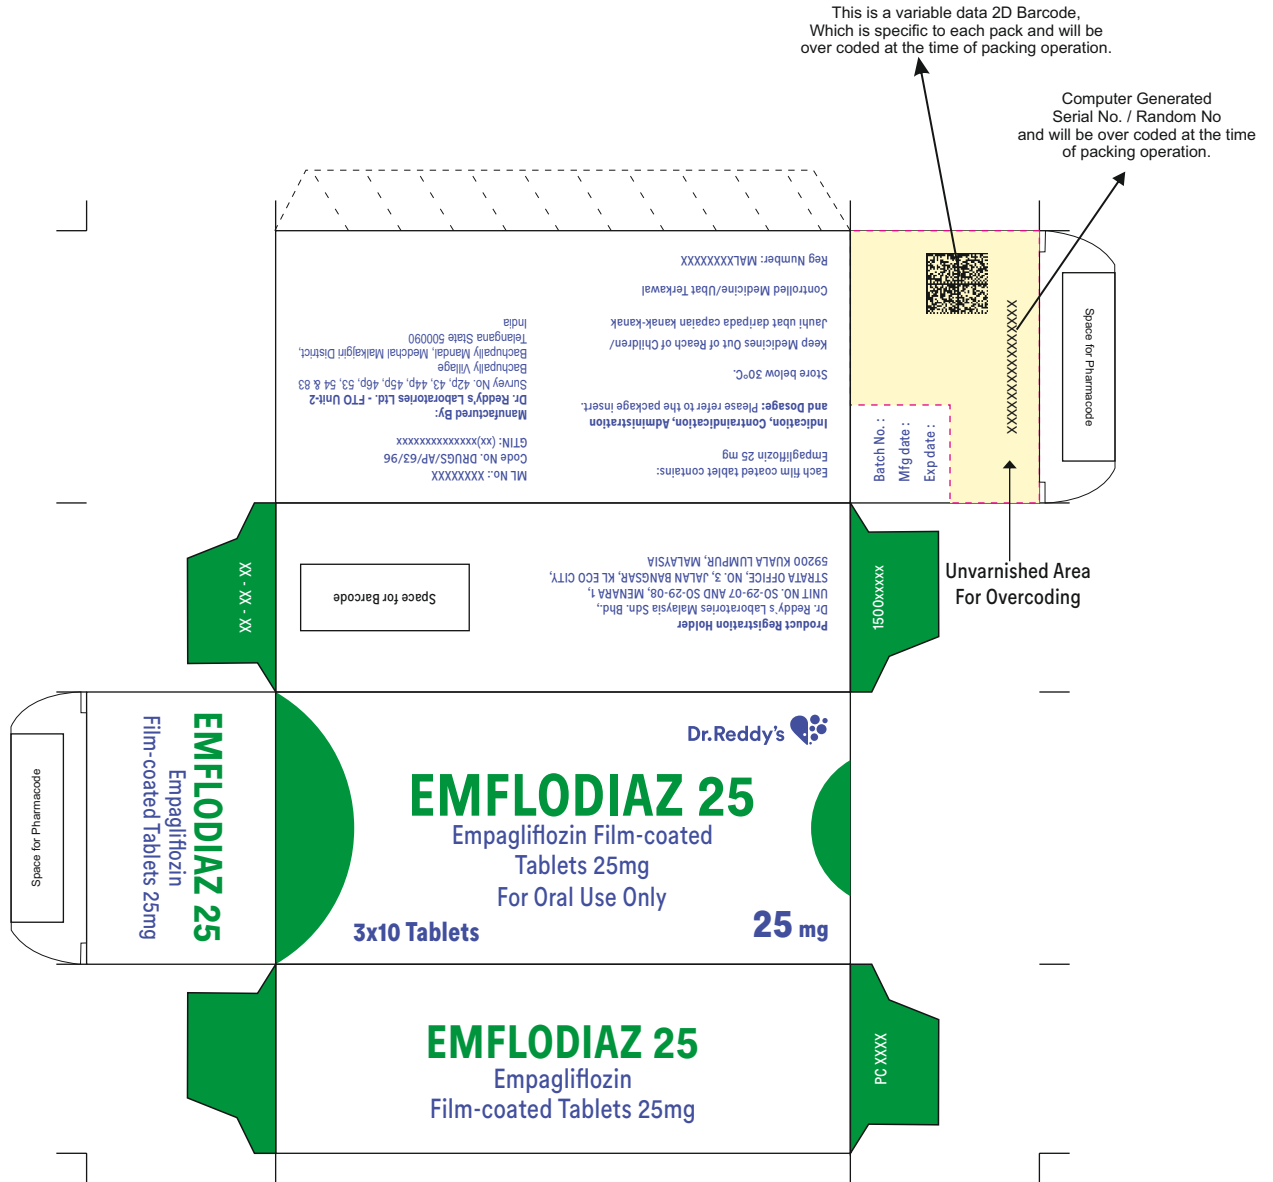 This is a variable data 2D Barcode,
Which is specific to each pack and will be
over coded at the time of packing operation.
Computer Generated
Serial No. / Random No
and will be over coded at the time
of packing operation.
Each film coated tablet contains:
Empagliflozin 25 mg
Indication, Contraindication, Administration
and Dosage: Please refer to the package insert.
Store below 30°C.
Keep Medicines Out of Reach of Children/
Jauhi ubat daripada capaian kanak-kanak
Controlled Medicine/Ubat Terkawal
Reg Number: MALXXXXXXXXX
ML No.: XXXXXXXX
Code No. DRUGS/AP/63/96
GTIN: (xx)xxxxxxxxxxxxxx
Manufactured By:
Dr. Reddy's Laboratories Ltd. - FTO Unit-2
Survey No. 42p, 43, 44p, 45p, 46p, 53, 54 & 83
Bachupally Village
Bachupally Mandal, Medchal Malkajgiri District,
Telangana State 500090
India
XXXXXXXXXXXXXXXXXXXX
Batch No. :
Mfg date :
Exp date :
Space for Pharmacode
Unvarnished Area
For Overcoding
XX - XX - XX
Space for Barcode
Product Registration Holder
Dr. Reddy's Laboratories Malaysia Sdn. Bhd.,
UNIT NO. SO-29-07 AND SO-29-08, MENARA 1,
STRATA OFFICE, NO. 3, JALAN BANGSAR, KL ECO CITY,
59200 KUALA LUMPUR, MALAYSIA
1500xxxxx
Space for Pharmacode
EMFLODIAZ 25
Empagliflozin
Film-coated Tablets 25mg
Dr.Reddy's
EMFLODIAZ 25
Empagliflozin Film-coated
Tablets 25mg
For Oral Use Only
3x10 Tablets
25 mg
EMFLODIAZ 25
Empagliflozin
Film-coated Tablets 25mg
PC XXXX